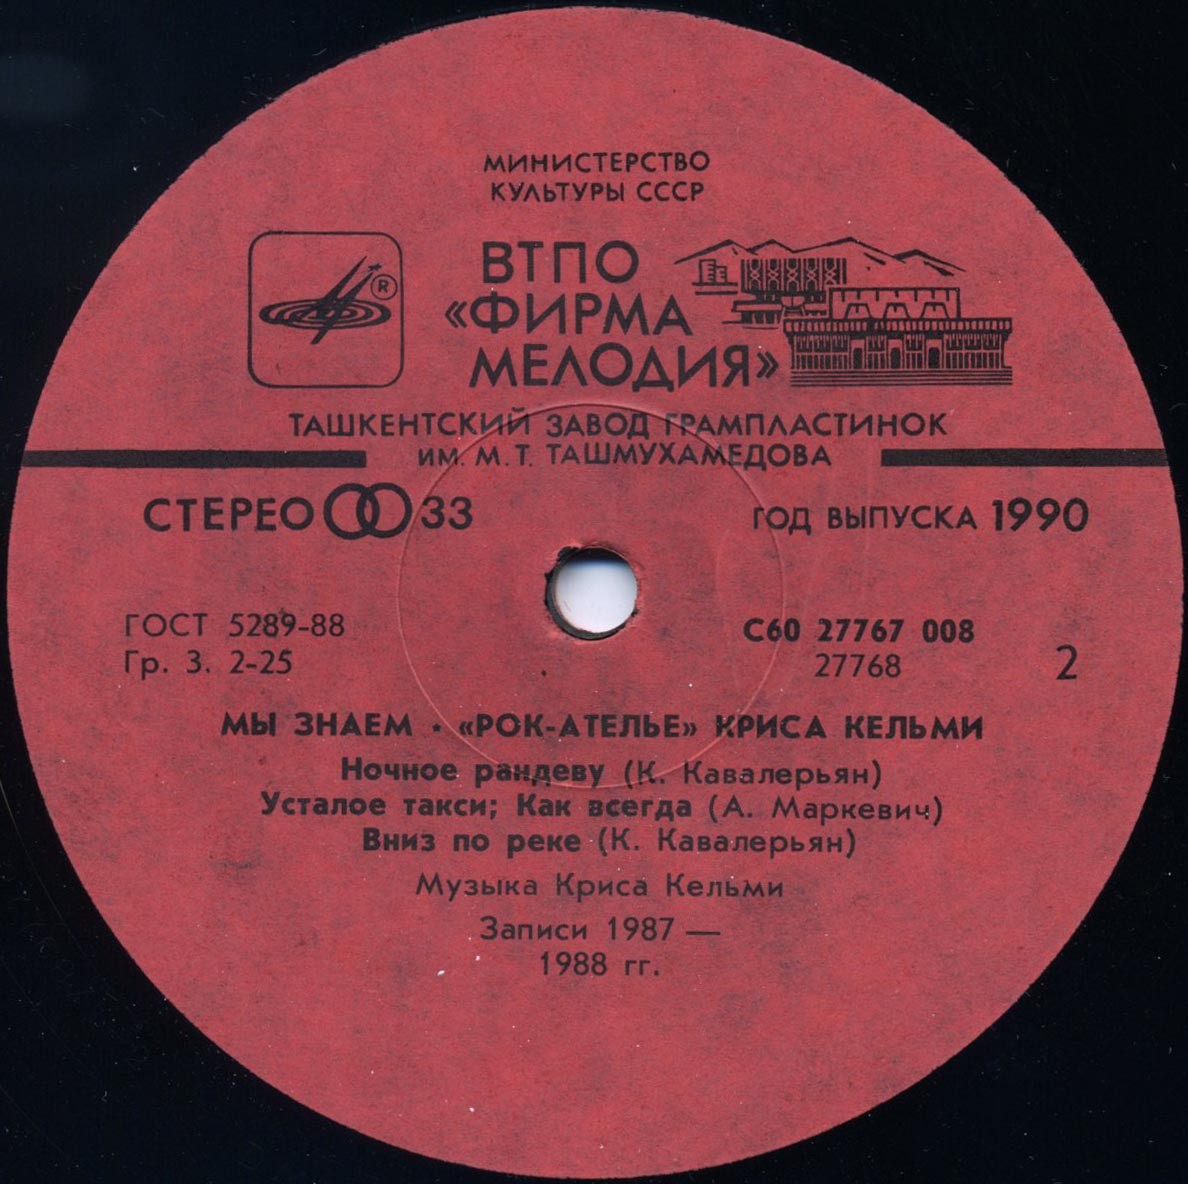 МИНИСТЕРСТВО
КУЛЬТУРЫ СССР
ВТПО
«ФИРМА
МЕЛОДИЯ»
®
ТАШКЕНТСКИЙ ЗАВОД ГРАМПЛАСТИНОК
ИМ. М. Т. ТАШМУХАМЕДОВА
СТЕРЕО 33
ГОД ВЫПУСКА 1990
ГОСТ 5289-88
Гр. 3. 2-25
С60 27767 008
27768
2
МЫ ЗНАЕМ ⋆ «РОК-АТЕЛЬЕ» КРИСА КЕЛЬМИ
Ночное рандеву (К. Кавалерьян)
Усталое такси; Как всегда (А. Маркевич)
Вниз по реке (К. Кавалерьян)
Музыка Криса Кельми
Записи 1987 —
1988 гг.